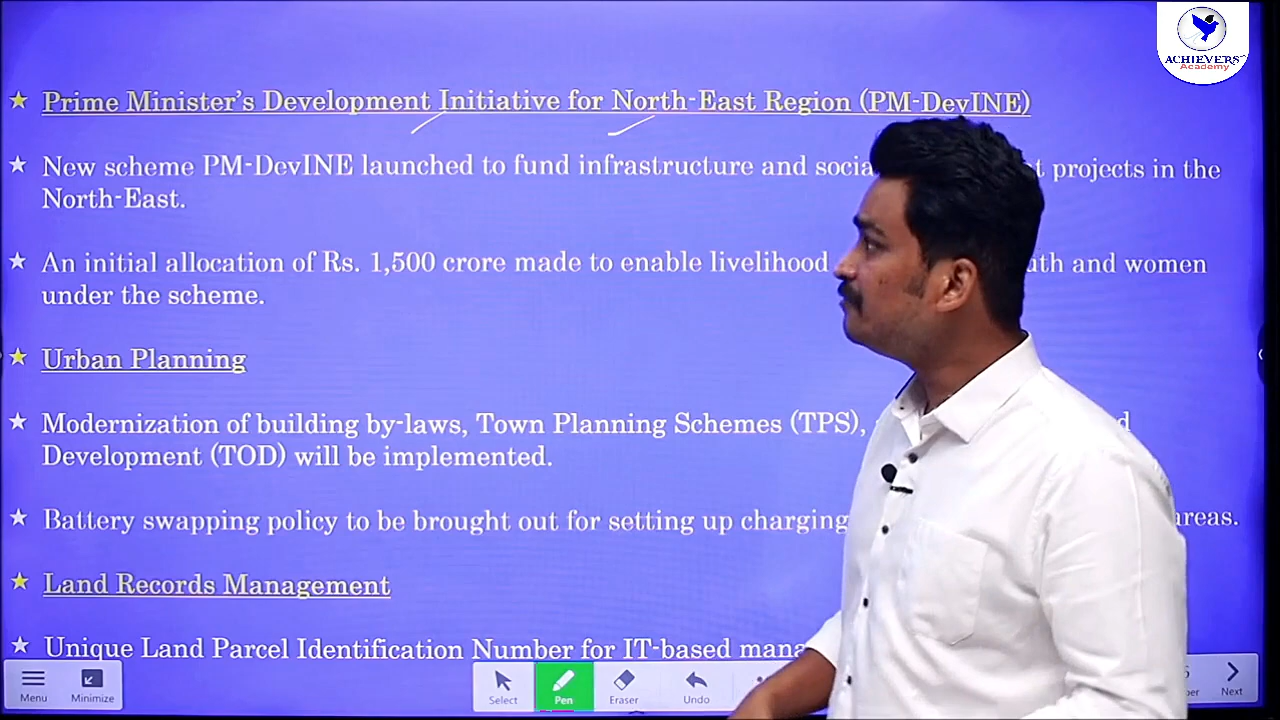 ACHIEVERS
Academy
Prime Minister's Development Initiative for North-East Region (PM-DevINE)
New scheme PM-DevINE launched to fund infrastructure and projects in the
North-East.
An initial allocation of Rs. 1,500 crore made to enable livelihood and women
under the scheme.
Urban Planning
Modernization of building by-laws, Town Planning Schemes (TPS),
Development (TOD) will be implemented.
Battery swapping policy to be brought out for setting up charging areas.
Land Records Management
Unique Land Parcel Identification Number for IT-based
Menu
Minimize
Select
Pen
Eraser
Undo
Next